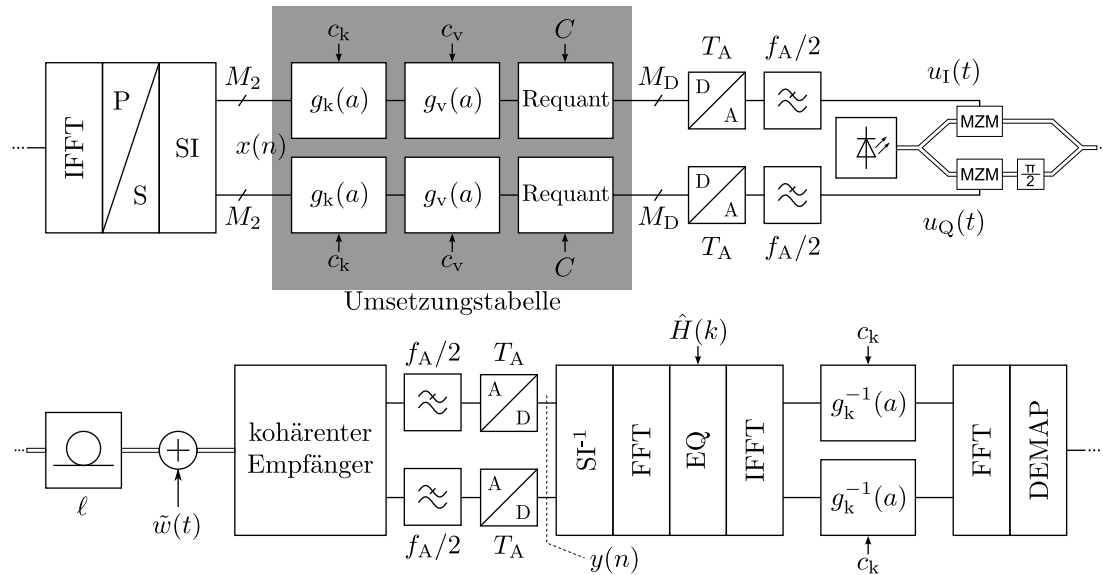 c_k c_v C
IFFT P S SI
M_2 g_k(a) g_v(a) Requant M_D
T_A f_A/2
D A
u_I(t)
MZM
x(n)
M_2 g_k(a) g_v(a) Requant M_D
D A
MZM π/2
c_k c_v C
T_A f_A/2
u_Q(t)
Umsetzungstabelle
f_A/2 T_A
Ĥ(k)
c_k
A D
g_k^{-1}(a)
kohärenter
Empfänger
SI^{-1} FFT EQ IFFT
FFT DEMAP
A D
g_k^{-1}(a)
ℓ
w̃(t)
f_A/2 T_A
y(n)
c_k